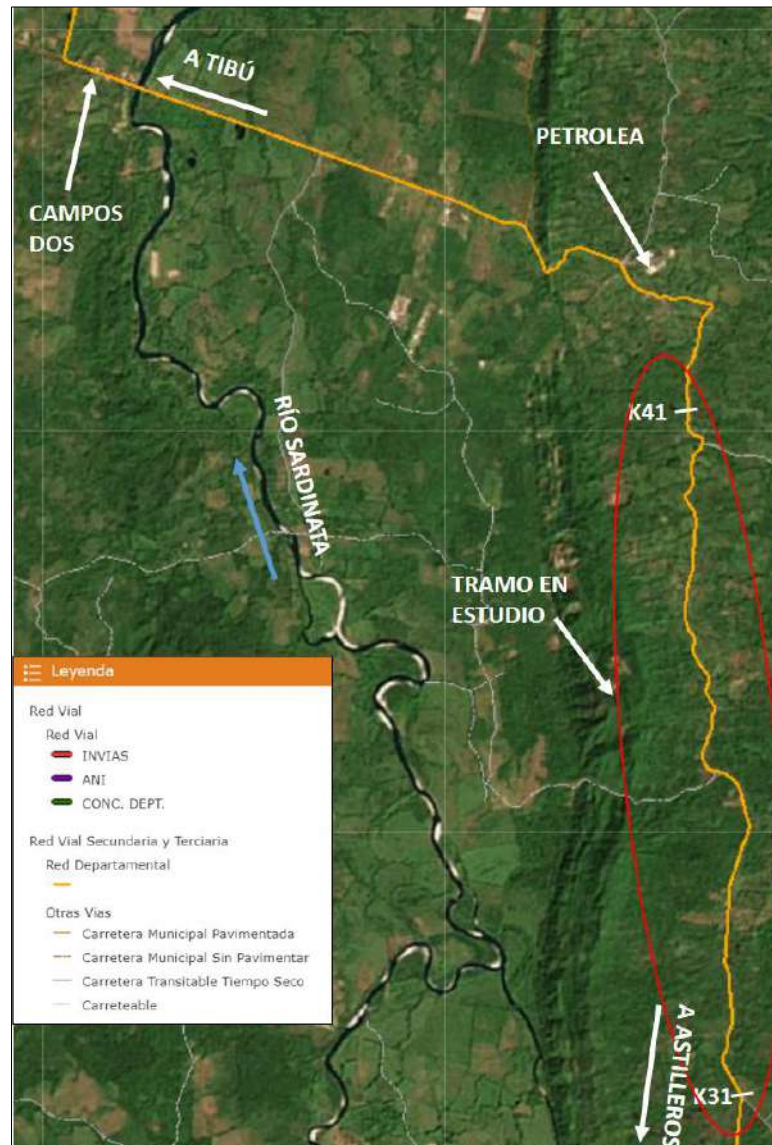 A TIBÚ
PETROLEA
CAMPOS
DOS
K41
RÍO SARDINATA
TRAMO EN
ESTUDIO
Leyenda
Red Vial
Red Vial
INVIAS
ANI
CONC. DEPT.
Red Vial Secundaria y Terciaria
Red Departamental
Otras Vias
Carretera Municipal Pavimentada
Carretera Municipal Sin Pavimentar
Carretera Transitable Tiempo Seco
Carreteable
A ASTILLEROS
K31